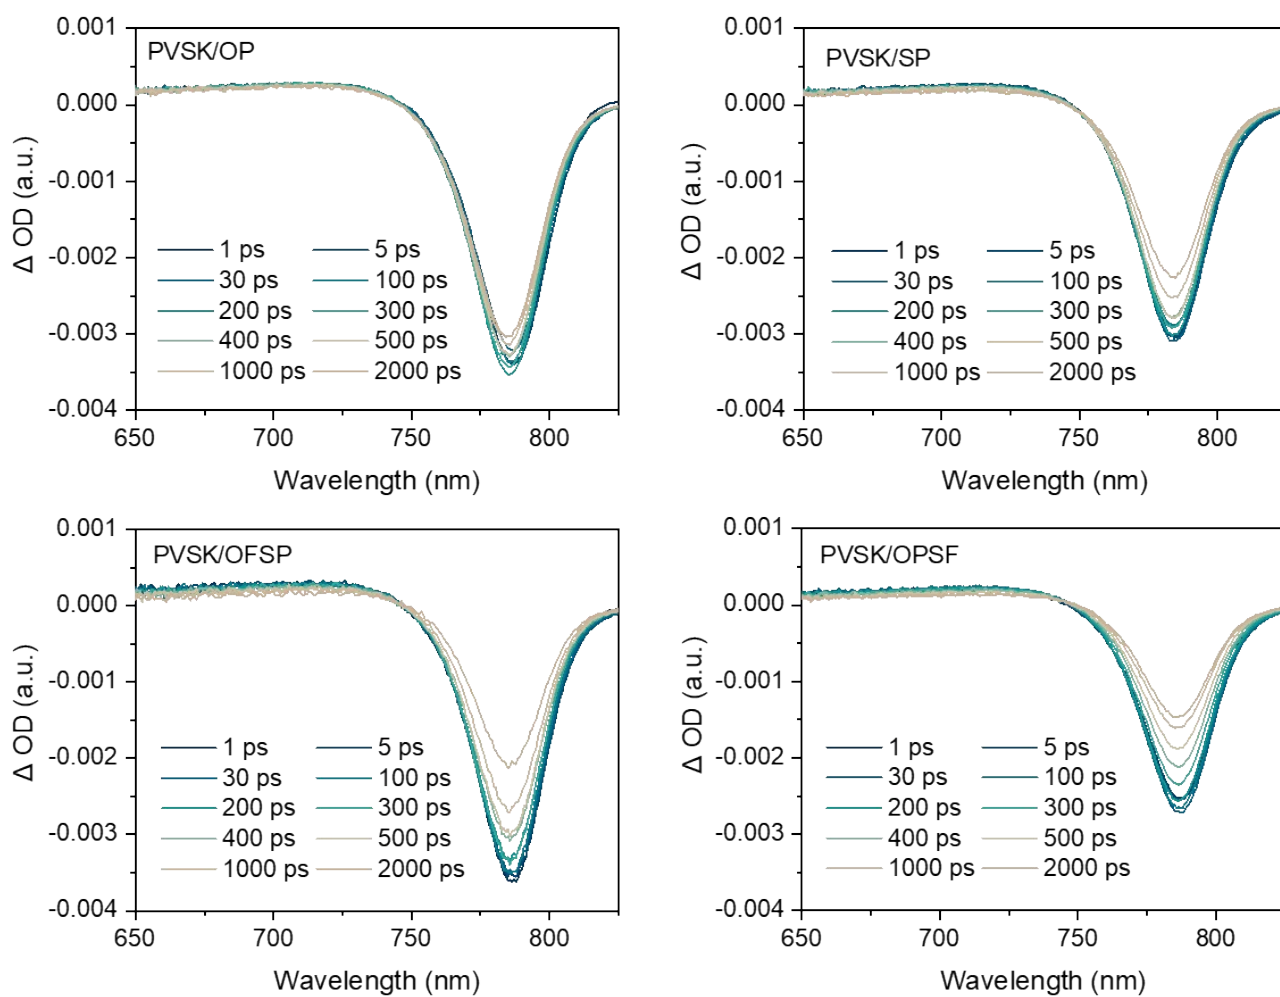 PVSK/OP
0.001
0.000
-0.001
-0.002
-0.003
-0.004
Δ OD (a.u.)
1 ps 5 ps
30 ps 100 ps
200 ps 300 ps
400 ps 500 ps
1000 ps 2000 ps
650 700 750 800
Wavelength (nm)
PVSK/SP
0.001
0.000
-0.001
-0.002
-0.003
-0.004
Δ OD (a.u.)
1 ps 5 ps
30 ps 100 ps
200 ps 300 ps
400 ps 500 ps
1000 ps 2000 ps
650 700 750 800
Wavelength (nm)
PVSK/OFSP
0.001
0.000
-0.001
-0.002
-0.003
-0.004
Δ OD (a.u.)
1 ps 5 ps
30 ps 100 ps
200 ps 300 ps
400 ps 500 ps
1000 ps 2000 ps
650 700 750 800
Wavelength (nm)
PVSK/OPSF
0.001
0.000
-0.001
-0.002
-0.003
-0.004
Δ OD (a.u.)
1 ps 5 ps
30 ps 100 ps
200 ps 300 ps
400 ps 500 ps
1000 ps 2000 ps
650 700 750 800
Wavelength (nm)